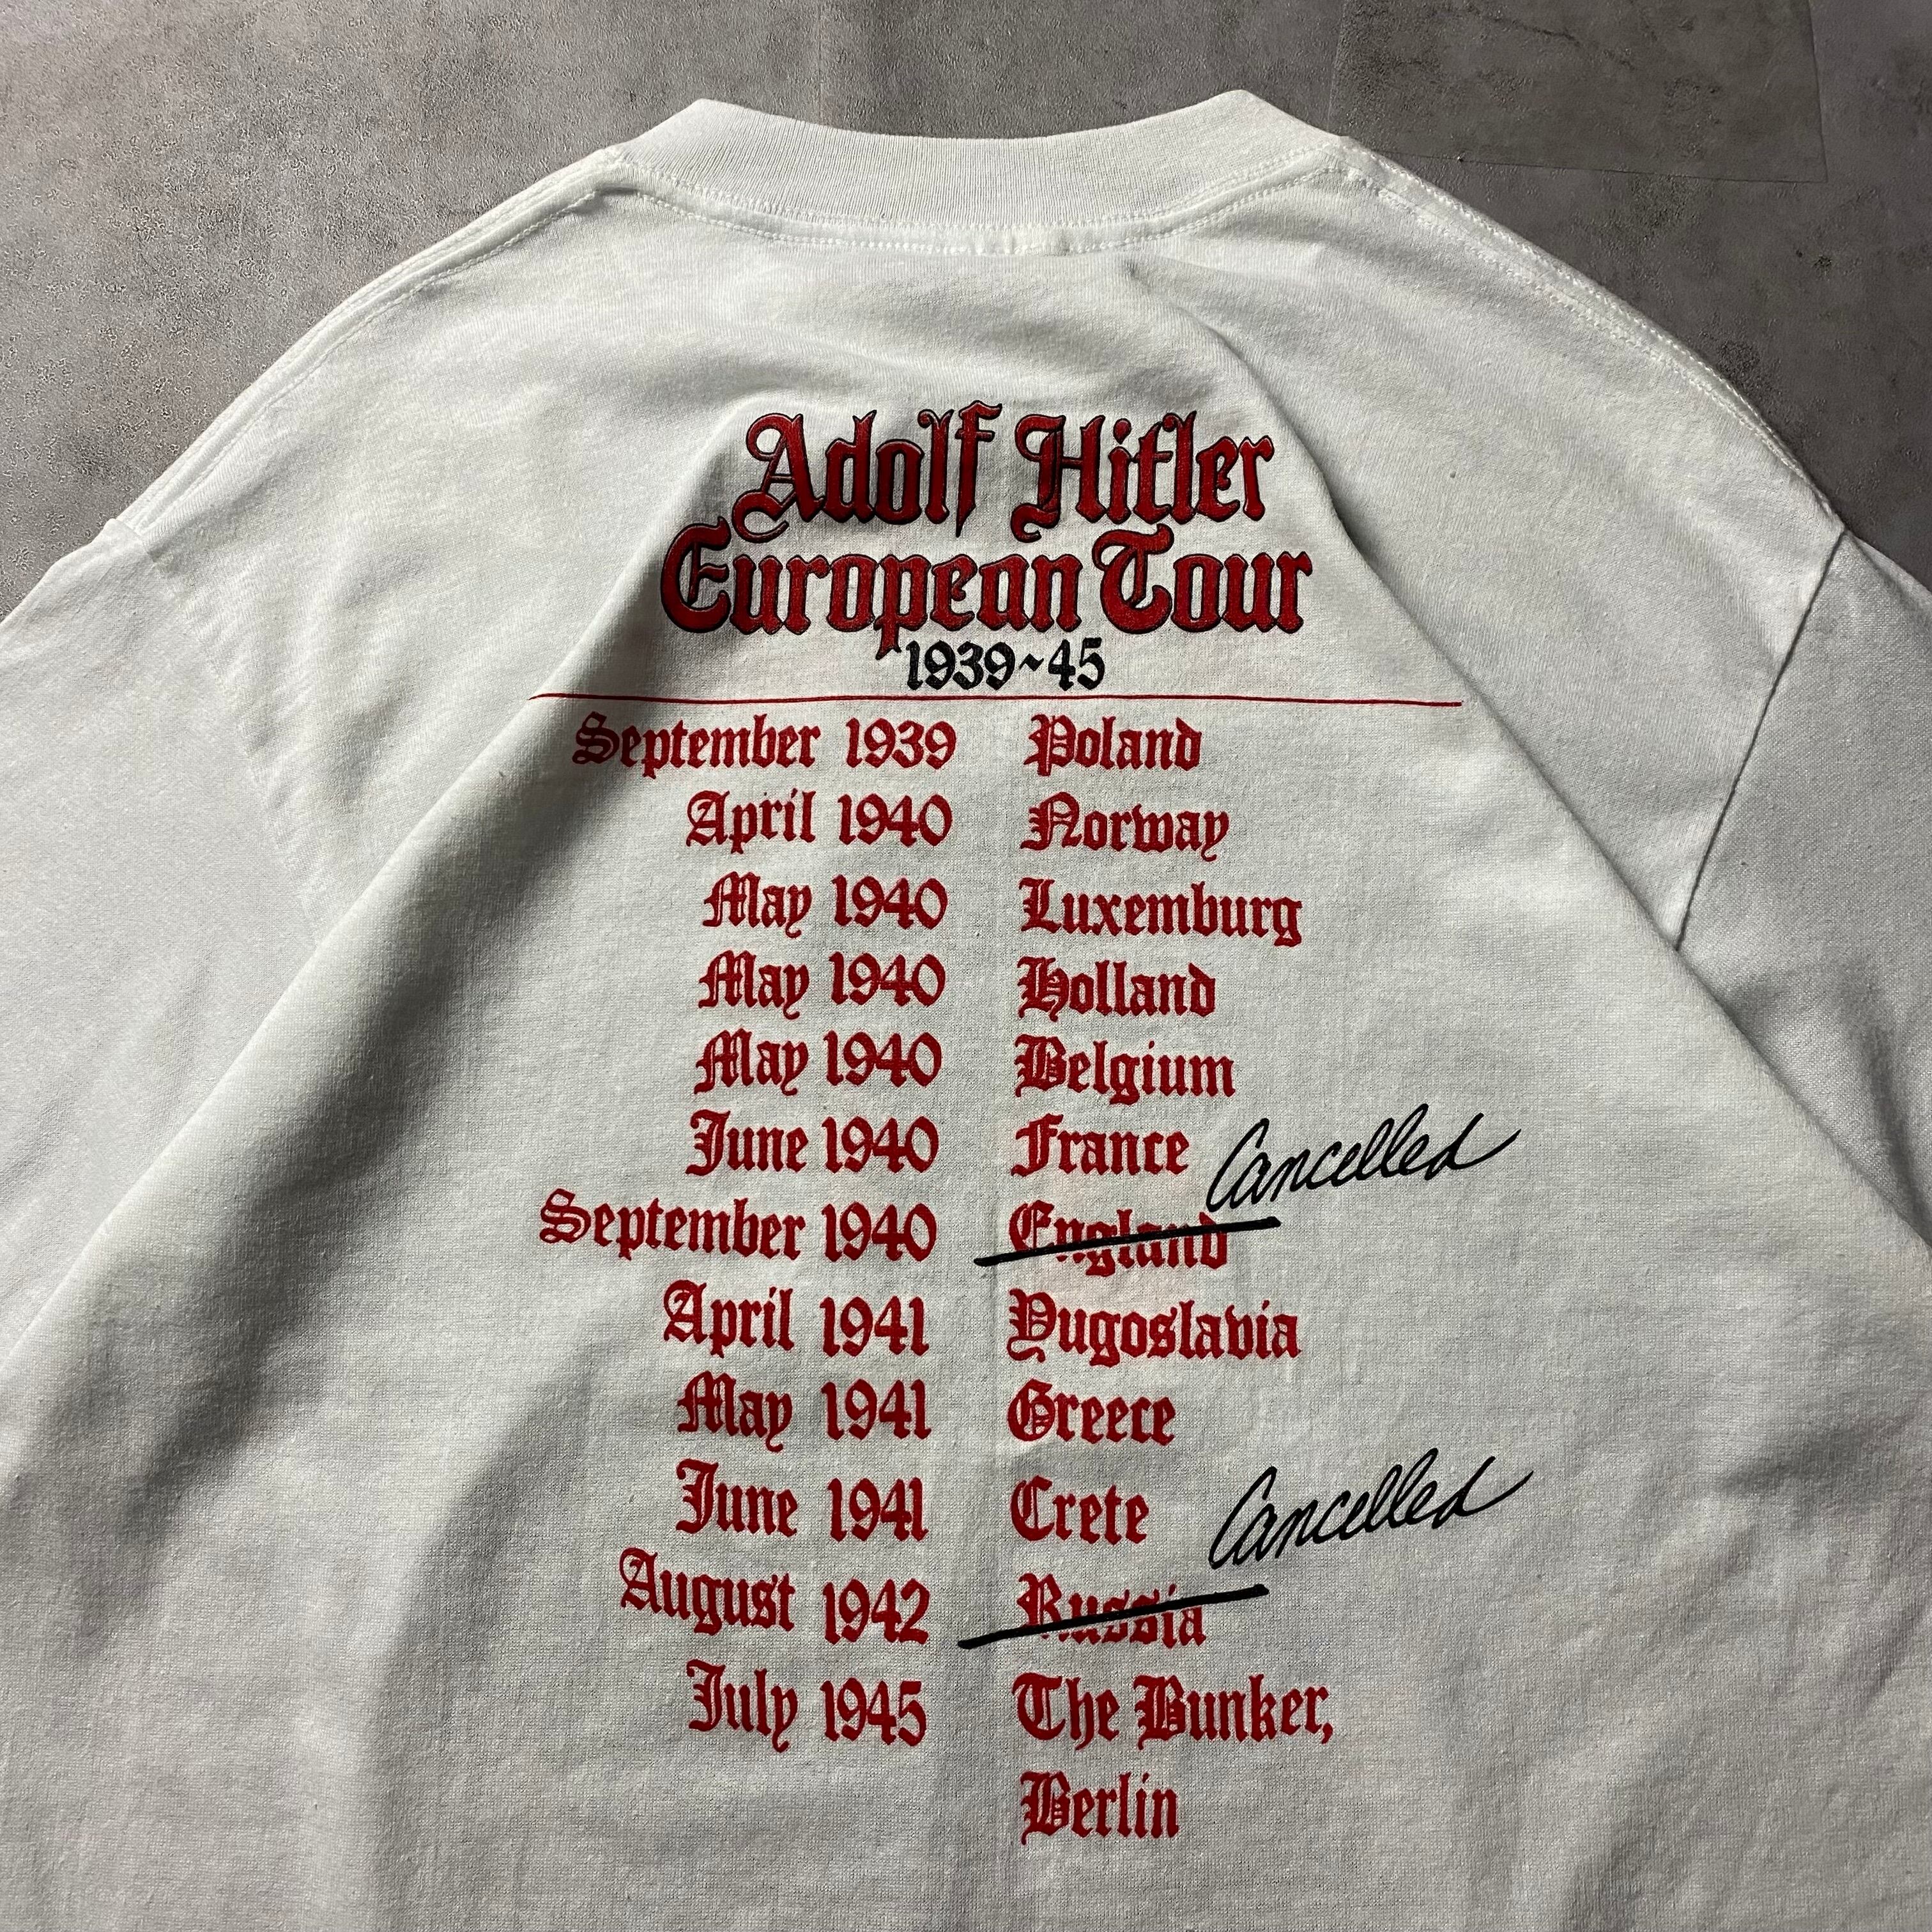 Adolf Hitler
European Tour
1939~45
September 1939 Poland
April 1940 Norway
May 1940 Luxemburg
May 1940 Holland
May 1940 Belgium
June 1940 France
Cancelled
September 1940 England
April 1941 Yugoslavia
May 1941 Greece
June 1941 Crete
Cancelled
August 1942 Russia
July 1945 The Bunker,
Berlin